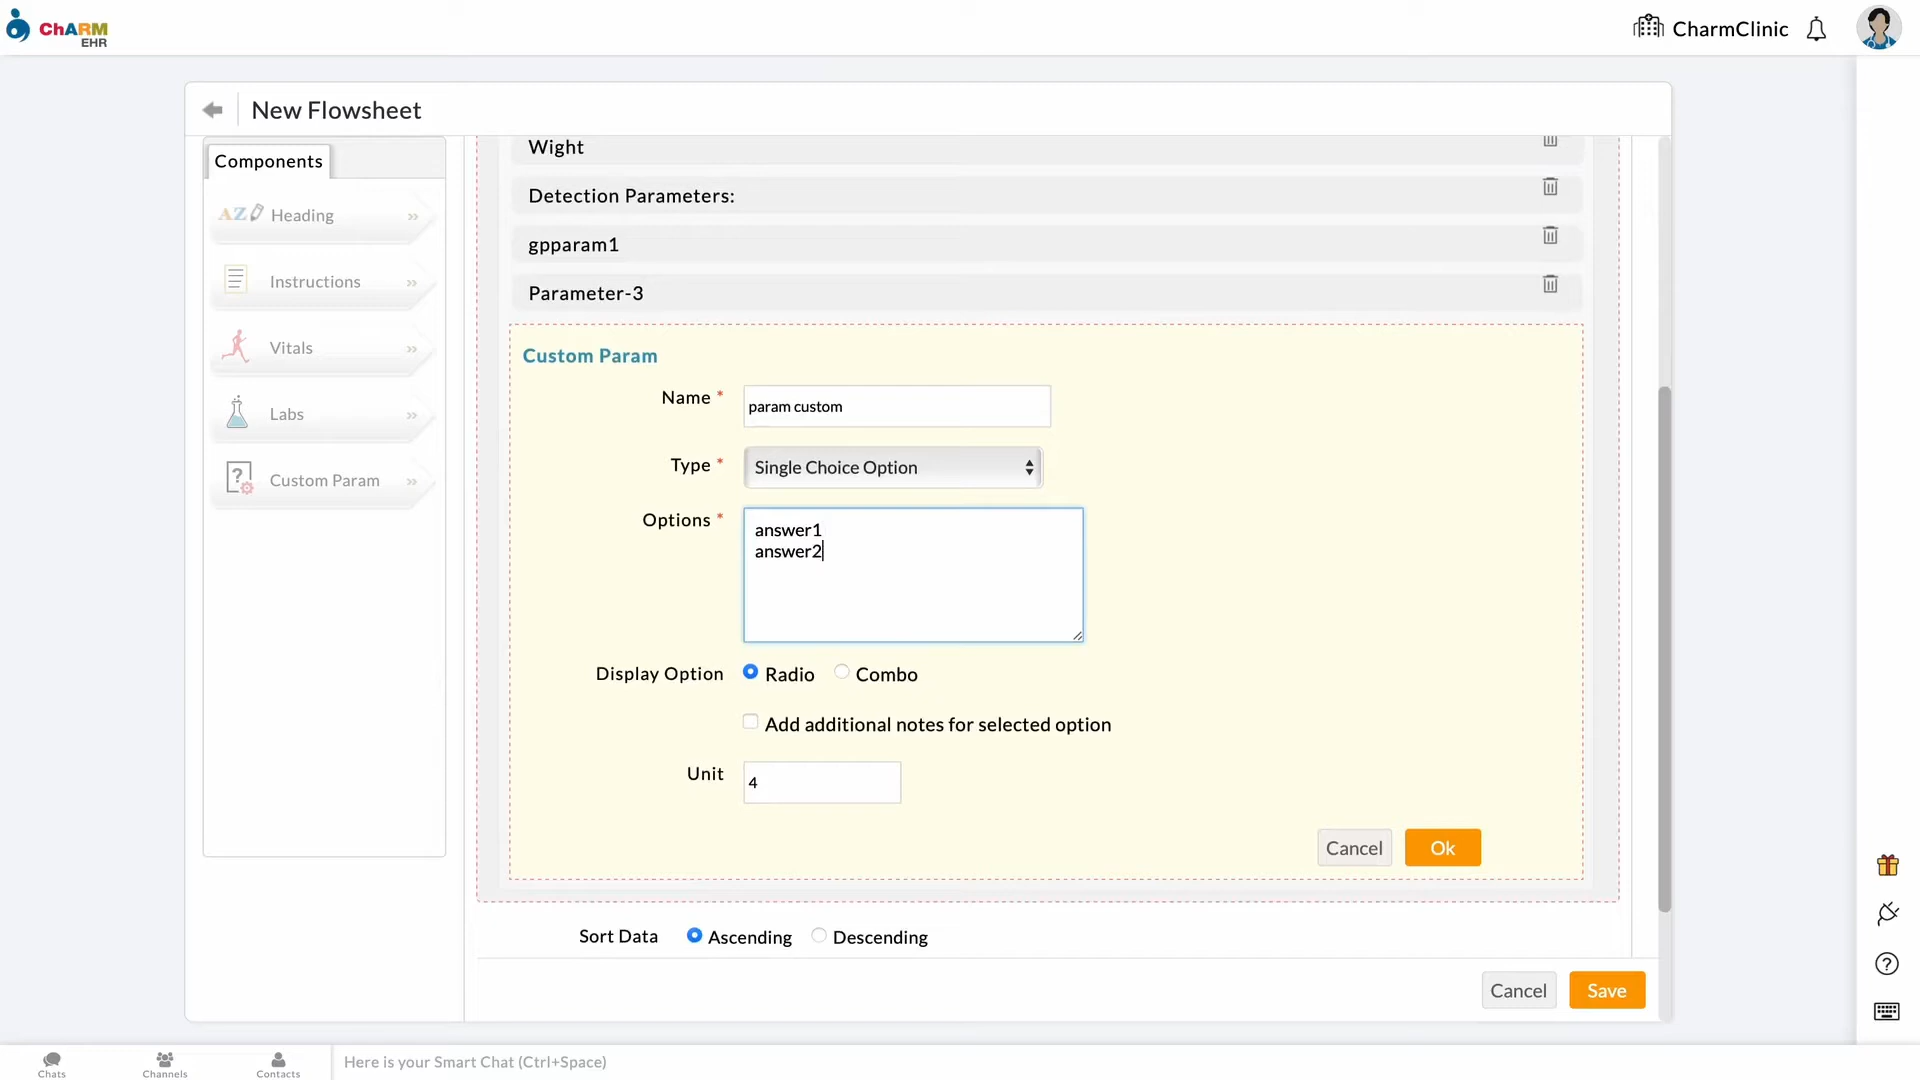 ChARM
EHR
CharmClinic
New Flowsheet
Components
AZ Heading
Instructions
Vitals
Labs
Custom Param
Wight
Detection Parameters:
gpparam1
Parameter-3
Custom Param
Name *
param custom
Type *
Single Choice Option
Options *
answer1
answer2
Display Option
Radio
Combo
Add additional notes for selected option
Unit
4
Cancel
Ok
Sort Data
Ascending
Descending
Cancel
Save
Chats
Channels
Contacts
Here is your Smart Chat (Ctrl+Space)